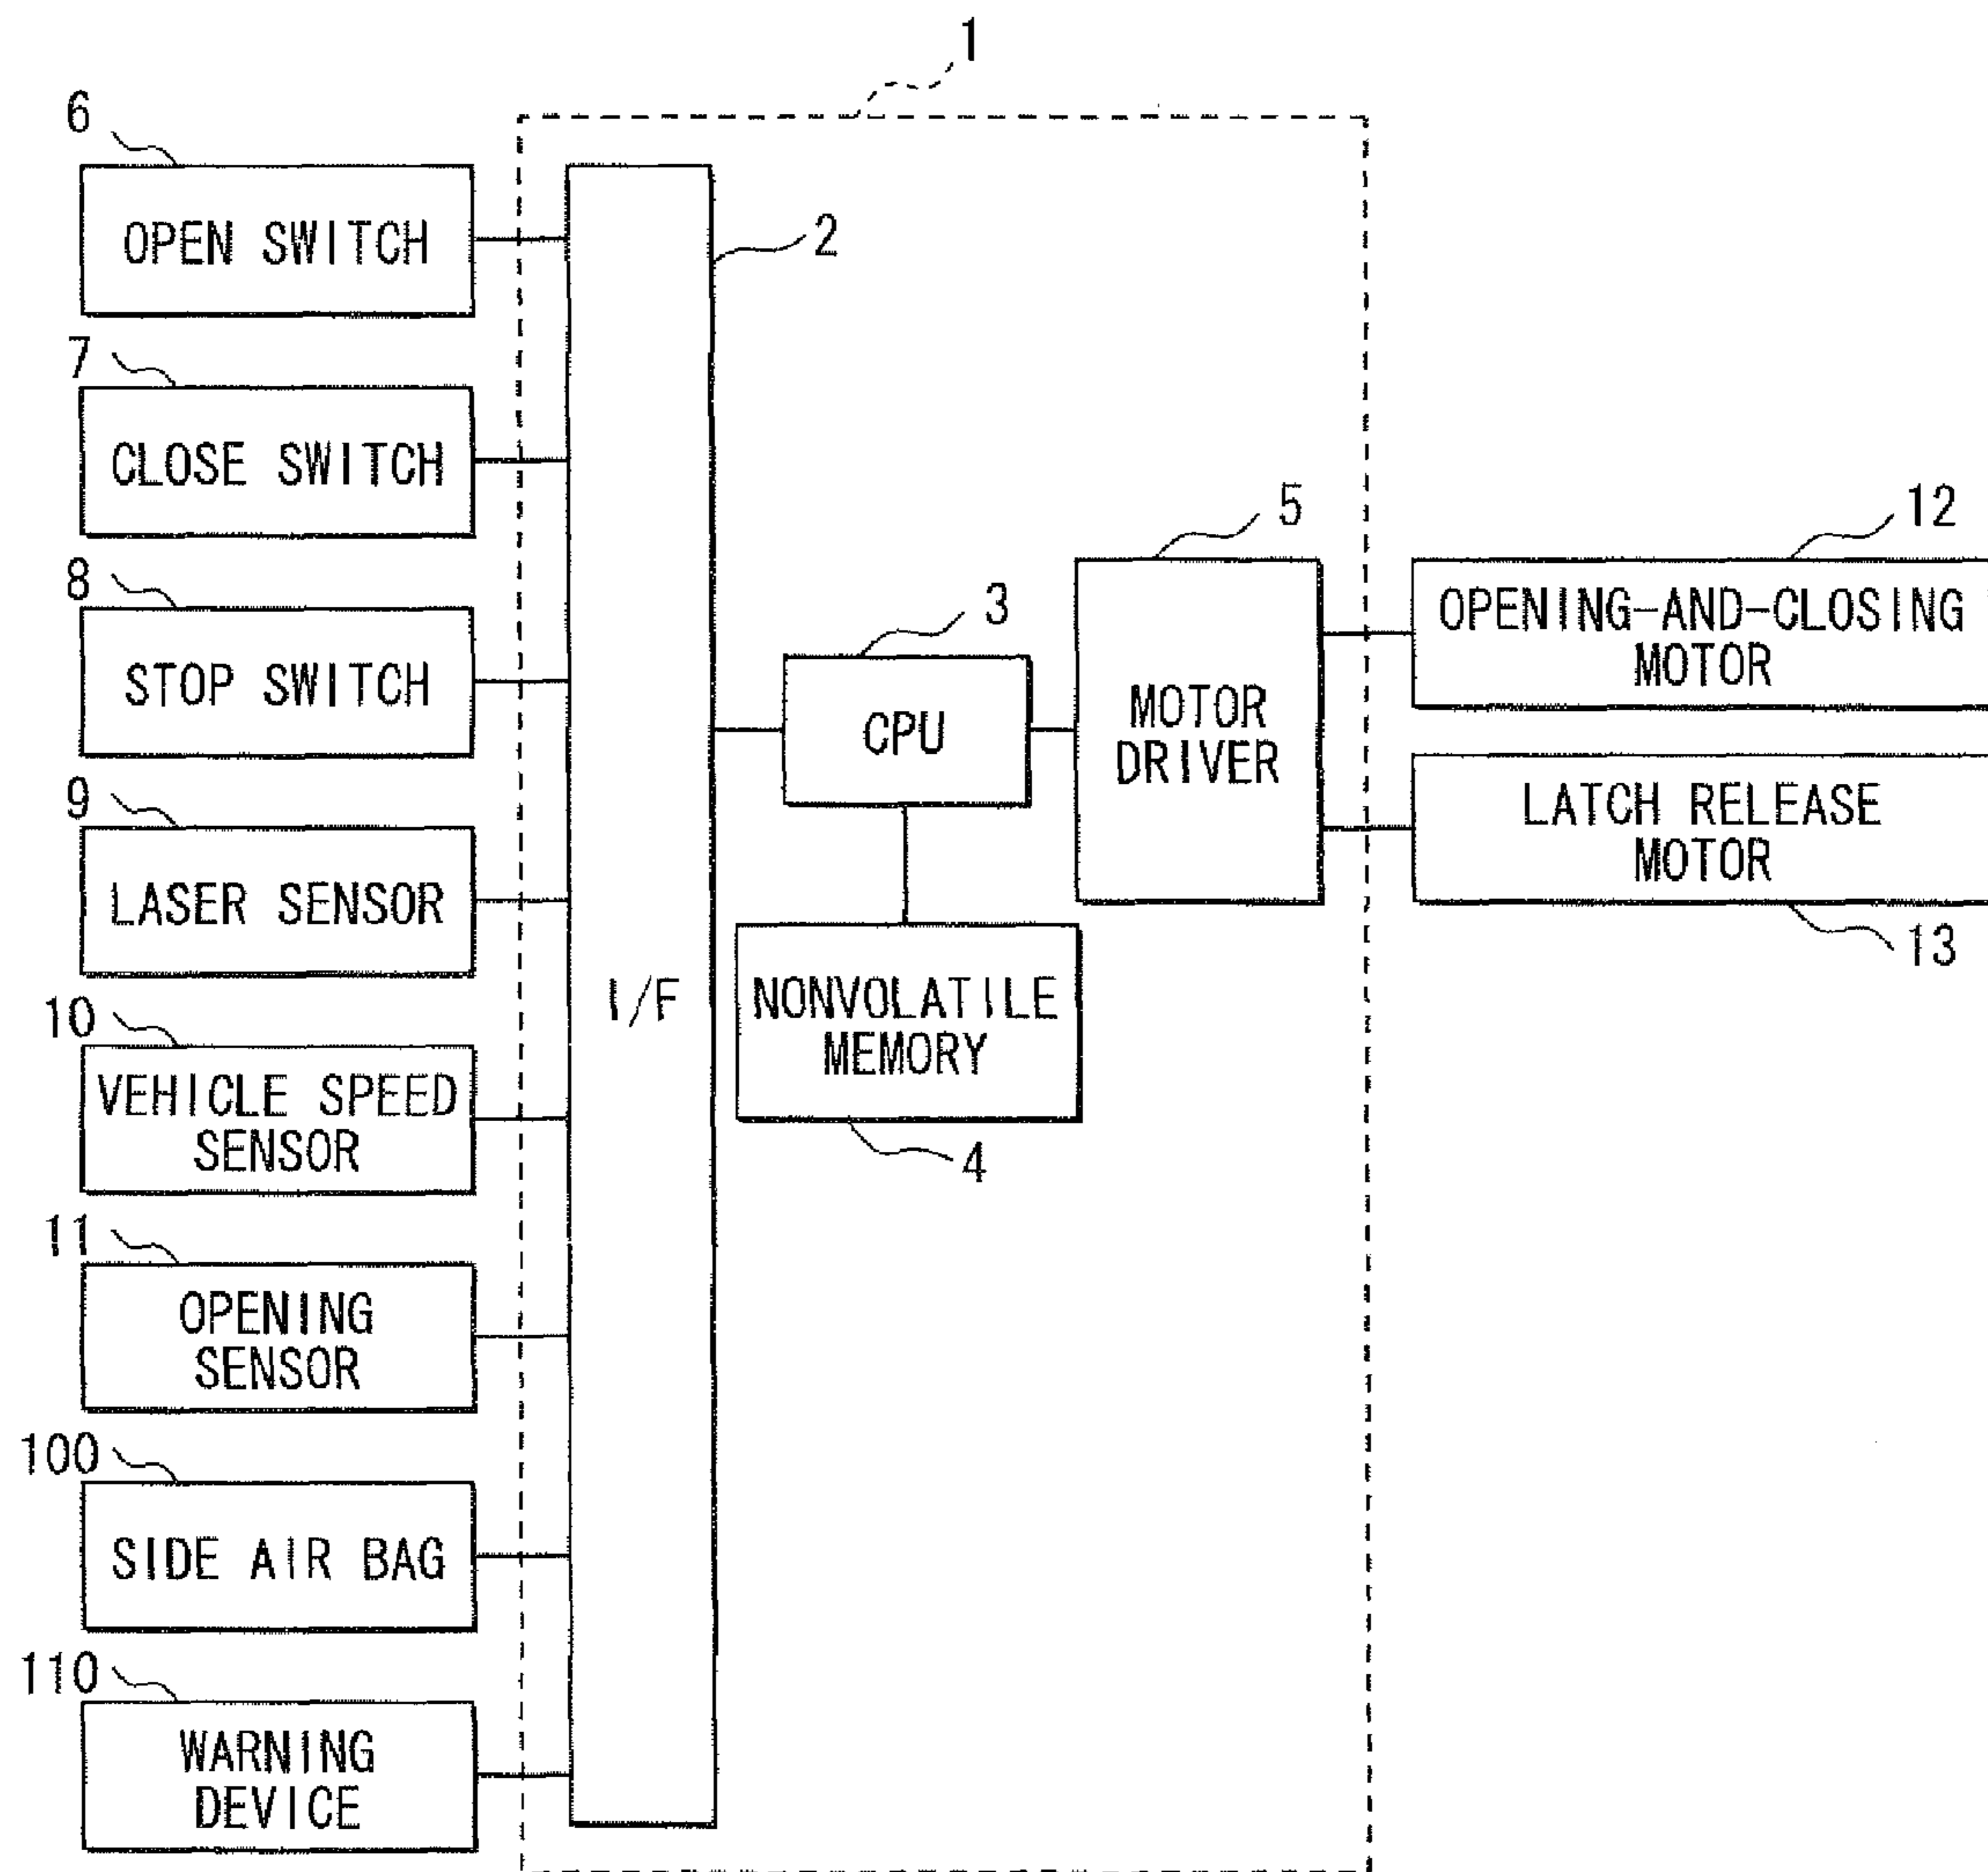 1
6
OPEN SWITCH
2
7
CLOSE SWITCH
8
STOP SWITCH
9
LASER SENSOR
10
VEHICLE SPEED
SENSOR
11
OPENING
SENSOR
100
SIDE AIR BAG
110
WARNING
DEVICE
I/F
3
CPU
NONVOLATILE
MEMORY
4
5
MOTOR
DRIVER
12
OPENING-AND-CLOSING
MOTOR
LATCH RELEASE
MOTOR
13